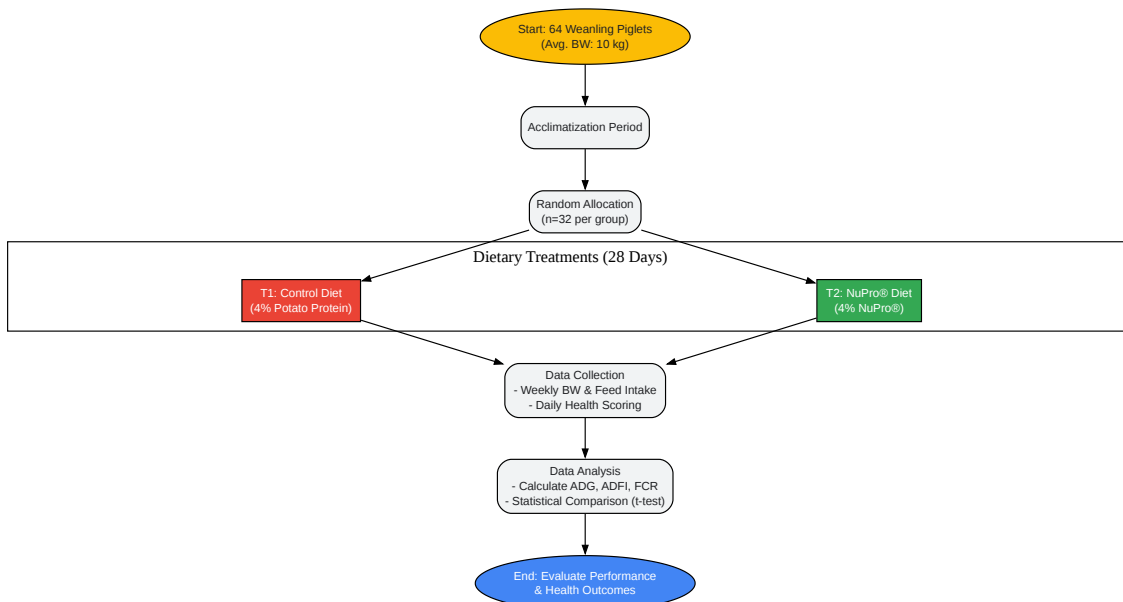 Start: 64 Weanling Piglets
(Avg. BW: 10 kg)
Acclimatization Period
Random Allocation
(n=32 per group)
Dietary Treatments (28 Days)
T1: Control Diet
(4% Potato Protein)
T2: NuPro® Diet
(4% NuPro®)
Data Collection
- Weekly BW & Feed Intake
- Daily Health Scoring
Data Analysis
- Calculate ADG, ADFI, FCR
- Statistical Comparison (t-test)
End: Evaluate Performance
& Health Outcomes